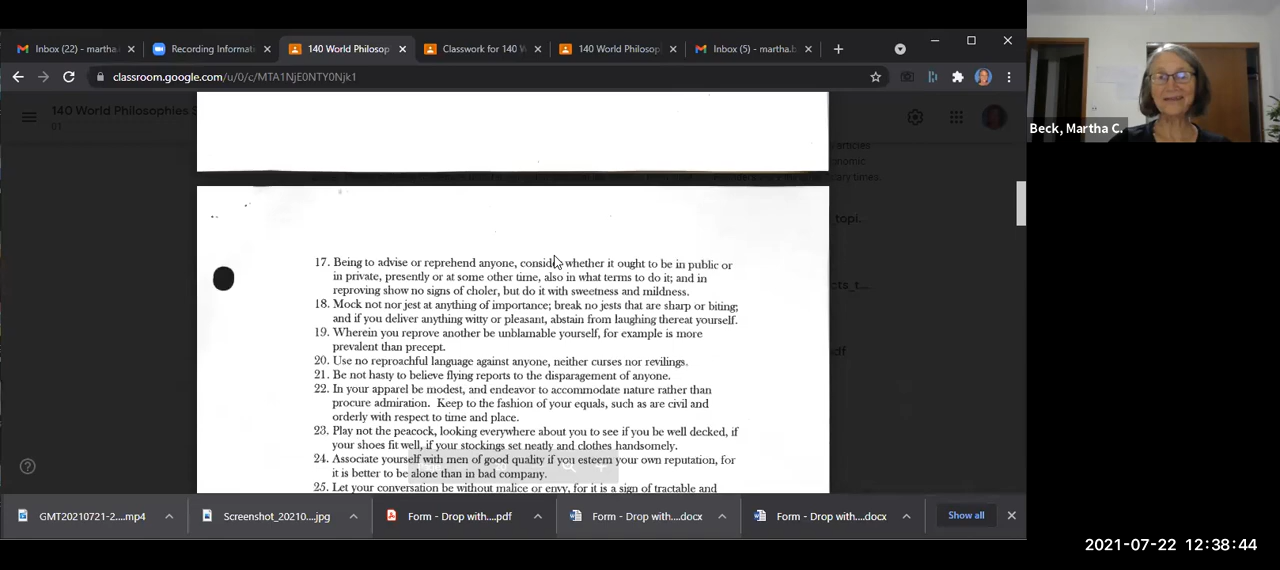 Inbox (22) - martha.
Recording Informati
140 World Philosop
Classwork for 140 W
140 World Philosop
Inbox (5) - martha.b
classroom.google.com/u/0/c/MTA1NjE0NTY0Njk1
140 World Philosophies S
01
articles
onomic
rary times.
_topi...
cts_t...
df
17. Being to advise or reprehend anyone, consider whether it ought to be in public or
in private, presently or at some other time, also in what terms to do it; and in
reproving show no signs of choler, but do it with sweetness and mildness.
18. Mock not nor jest at anything of importance; break no jests that are sharp or biting;
and if you deliver anything witty or pleasant, abstain from laughing thereat yourself.
19. Wherein you reprove another be unblamable yourself, for example is more
prevalent than precept.
20. Use no reproachful language against anyone, neither curses nor revilings.
21. Be not hasty to believe flying reports to the disparagement of anyone.
22. In your apparel be modest, and endeavor to accommodate nature rather than
procure admiration. Keep to the fashion of your equals, such as are civil and
orderly with respect to time and place.
23. Play not the peacock, looking everywhere about you to see if you be well decked, if
your shoes fit well, if your stockings set neatly and clothes handsomely.
24. Associate yourself with men of good quality if you esteem your own reputation, for
it is better to be alone than in bad company.
25. Let your conversation be without malice or envy, for it is a sign of tractable and
GMT20210721-2....mp4
Screenshot_20210....jpg
Form - Drop with....pdf
Form - Drop with....docx
Form - Drop with....docx
Show all
Beck, Martha C.
2021-07-22 12:38:44